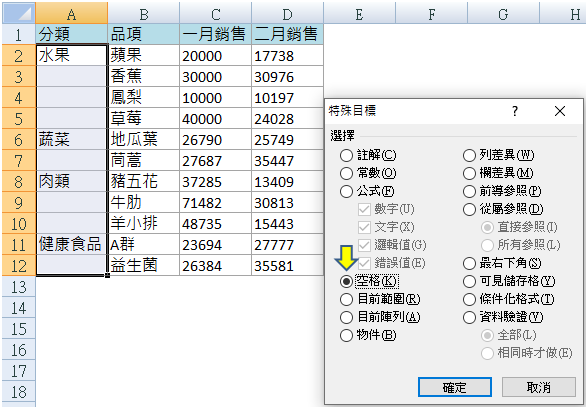 A B C D E F G H
1 分類 品項 一月銷售 二月銷售
2 水果 蘋果 20000 17738
3 香蕉 30000 30976
4 鳳梨 10000 10197
5 草莓 40000 24028
6 蔬菜 地瓜葉 26790 25749
7 茼蒿 27687 35447
8 肉類 豬五花 37285 13409
9 牛肋 71482 30813
10 羊小排 48735 15443
11 健康食品 A群 23694 27777
12 益生菌 26384 35581
13
14
15
16
17
18
特殊目標 ?
選擇
註解(C)
常數(O)
公式(F)
數字(U)
文字(X)
邏輯值(G)
錯誤值(E)
空格(K)
目前範圍(R)
目前陣列(A)
物件(B)
列差異(W)
欄差異(M)
前導參照(P)
從屬參照(D)
直接參照(I)
所有參照(L)
最右下角(S)
可見儲存格(Y)
條件化格式(T)
資料驗證(V)
全部(L)
相同時才做(E)
確定 取消